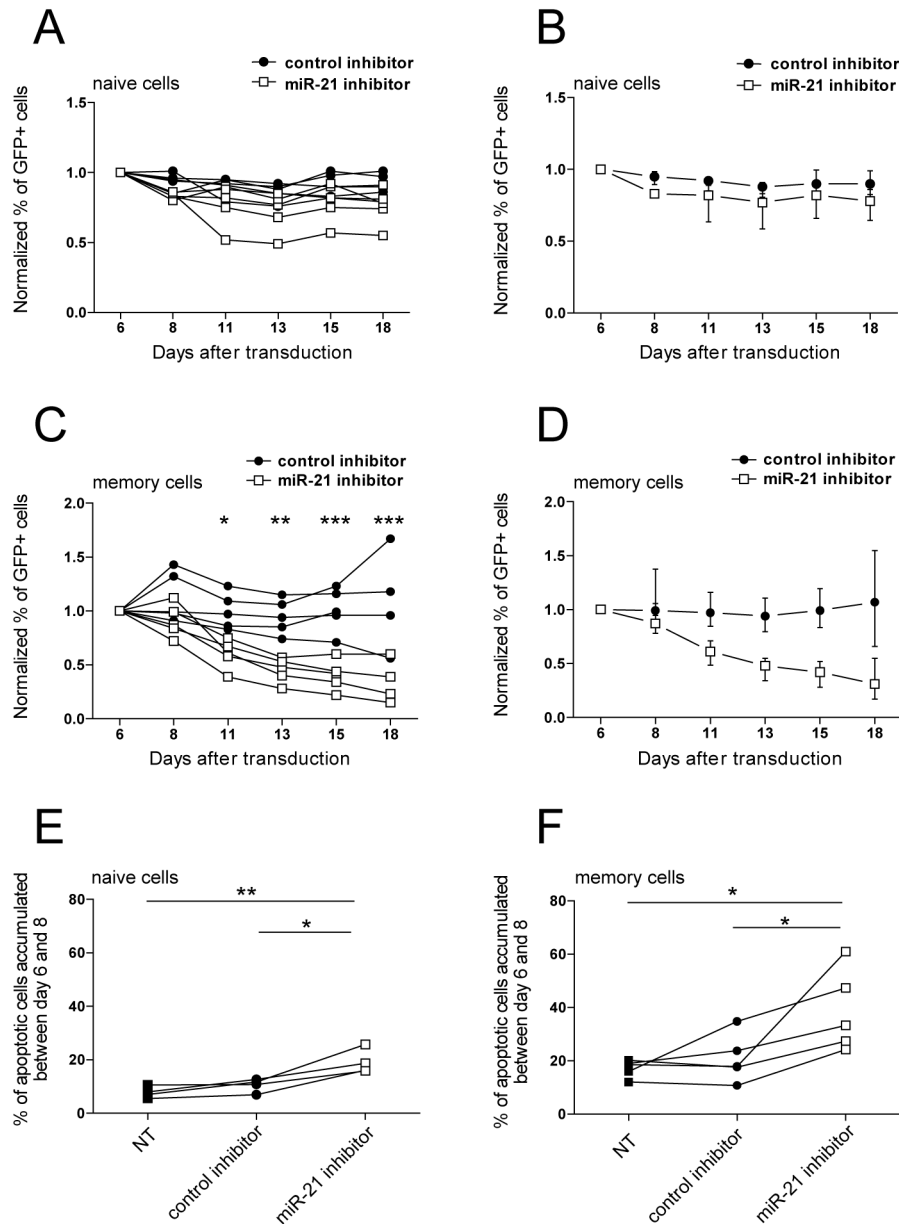 A
control inhibitor
miR-21 inhibitor
naive cells
Normalized % of GFP+ cells
1.5
1.0
0.5
0.0
6 8 11 13 15 18
Days after transduction
B
control inhibitor
miR-21 inhibitor
naive cells
Normalized % of GFP+ cells
1.5
1.0
0.5
0.0
6 8 11 13 15 18
Days after transduction
C
control inhibitor
miR-21 inhibitor
memory cells
Normalized % of GFP+ cells
2.0
1.5
1.0
0.5
0.0
* ** *** ***
6 8 11 13 15 18
Days after transduction
D
control inhibitor
miR-21 inhibitor
memory cells
Normalized % of GFP+ cells
2.0
1.5
1.0
0.5
0.0
6 8 11 13 15 18
Days after transduction
E
naive cells
% of apoptotic cells accumulated
between day 6 and 8
80
60
40
20
0
**
*
NT
control inhibitor
miR-21 inhibitor
F
memory cells
% of apoptotic cells accumulated
between day 6 and 8
80
60
40
20
0
*
*
NT
control inhibitor
miR-21 inhibitor